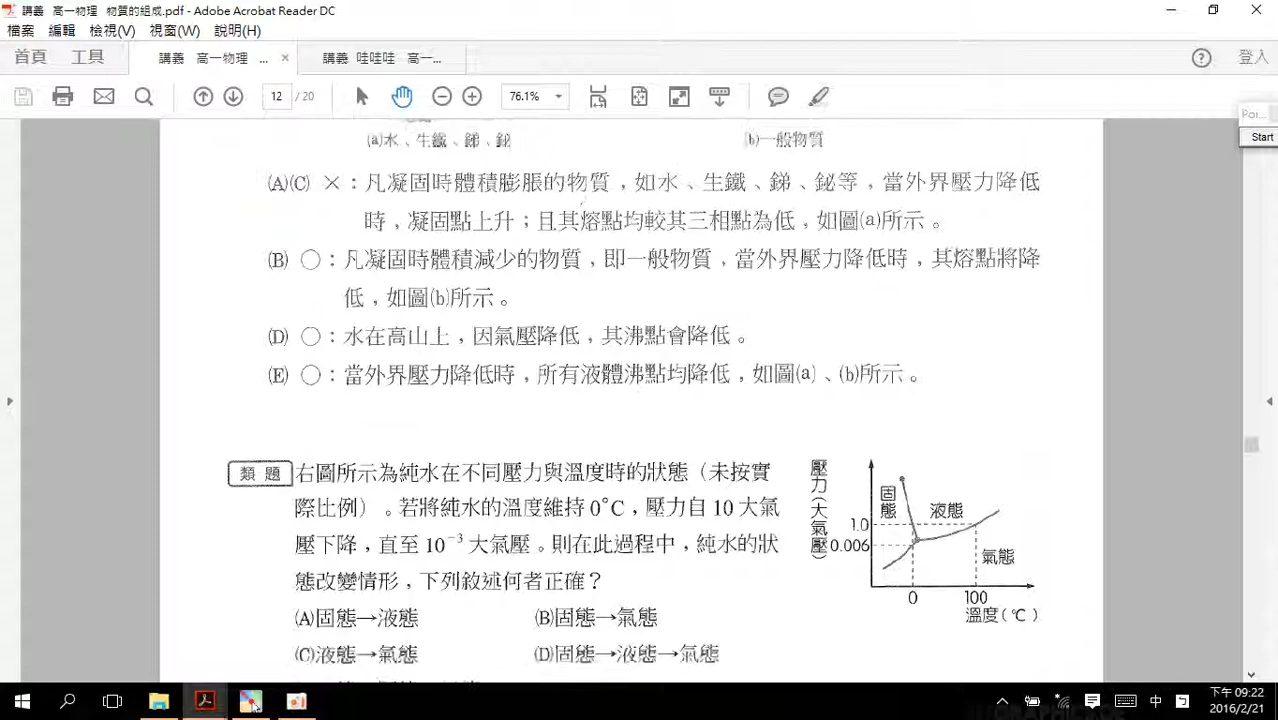 講義 高一物理 物質的組成.pdf - Adobe Acrobat Reader DC
檔案 編輯 檢視(V) 視窗(W) 說明(H)
首頁 工具 講義 高一物理 ... × 講義 哇哇哇 高一... 登入
12 / 20 76.1%
Start
(a)水、生鐵、銻、鉍 (b)一般物質
(A)(C) ×：凡凝固時體積膨脹的物質，如水、生鐵、銻、鉍等，當外界壓力降低
時，凝固點上升；且其熔點均較其三相點為低，如圖(a)所示。
(B) ○：凡凝固時體積減少的物質，即一般物質，當外界壓力降低時，其熔點將降
低，如圖(b)所示。
(D) ○：水在高山上，因氣壓降低，其沸點會降低。
(E) ○：當外界壓力降低時，所有液體沸點均降低，如圖(a)、(b)所示。
類題 右圖所示為純水在不同壓力與溫度時的狀態（未按實
際比例）。若將純水的溫度維持 0°C，壓力自 10 大氣
壓下降，直至 10⁻³ 大氣壓。則在此過程中，純水的狀
態改變情形，下列敘述何者正確？
(A)固態→液態 (B)固態→氣態
(C)液態→氣態 (D)固態→液態→氣態
壓力(大氣壓)
固態
液態
1.0
0.006
氣態
0 100
溫度(℃)
中
下午 09:22
2016/2/21